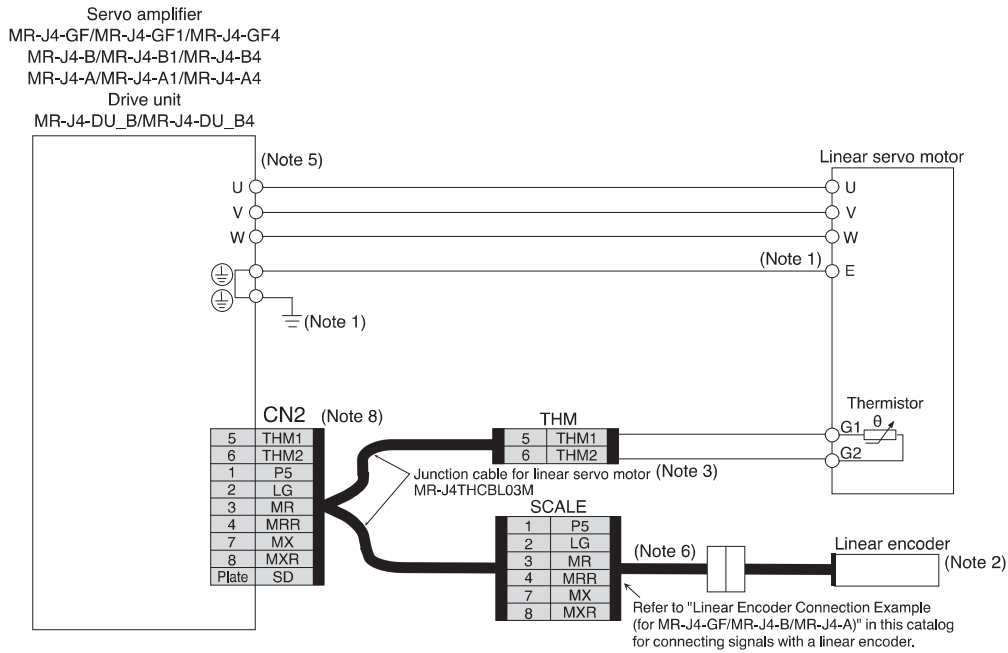 Servo amplifier
MR-J4-GF/MR-J4-GF1/MR-J4-GF4
MR-J4-B/MR-J4-B1/MR-J4-B4
MR-J4-A/MR-J4-A1/MR-J4-A4
Drive unit
MR-J4-DU_B/MR-J4-DU_B4
(Note 5)
Linear servo motor
U U
V V
W W
(Note 1)
E
(Note 1)
CN2 (Note 8)
5 THM1
6 THM2
1 P5
2 LG
3 MR
4 MRR
7 MX
8 MXR
Plate SD
THM
5 THM1
6 THM2
Thermistor
G1 θ
G2
Junction cable for linear servo motor (Note 3)
MR-J4THCBL03M
SCALE
1 P5
2 LG
3 MR
4 MRR
7 MX
8 MXR
(Note 6)
Linear encoder
(Note 2)
Refer to "Linear Encoder Connection Example
(for MR-J4-GF/MR-J4-B/MR-J4-A)" in this catalog
for connecting signals with a linear encoder.